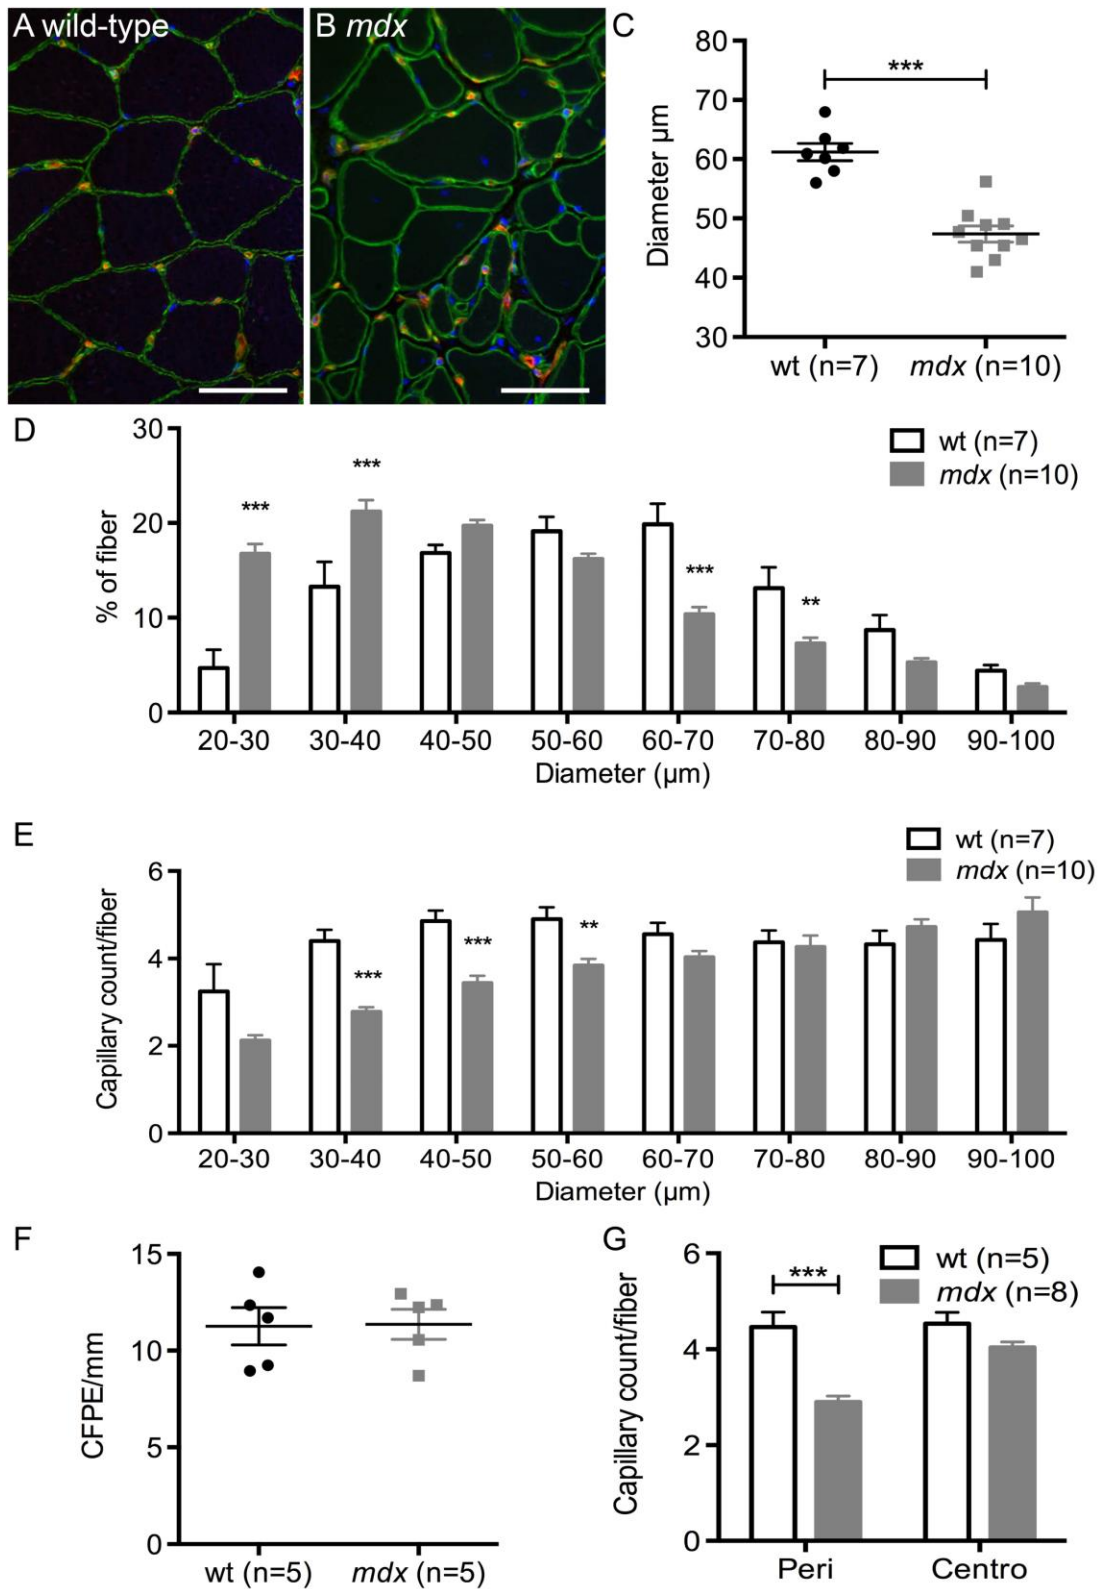 A wild-type
B mdx
C
80
70
60
50
40
30
Diameter µm
***
wt (n=7)
mdx (n=10)
D
30
20
10
0
% of fiber
wt (n=7)
mdx (n=10)
***
***
***
**
20-30
30-40
40-50
50-60
60-70
70-80
80-90
90-100
Diameter (µm)
E
6
4
2
0
Capillary count/fiber
wt (n=7)
mdx (n=10)
***
***
**
20-30
30-40
40-50
50-60
60-70
70-80
80-90
90-100
Diameter (µm)
F
15
10
5
0
CFPE/mm
wt (n=5)
mdx (n=5)
G
6
4
2
0
Capillary count/fiber
wt (n=5)
mdx (n=8)
***
Peri
Centro